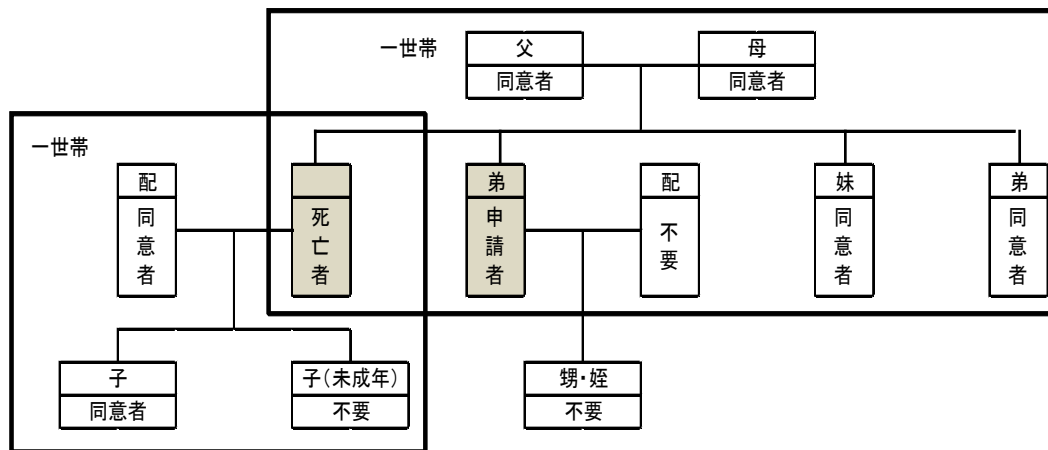 一世帯
父
同意者
母
同意者
一世帯
配
同意者
死亡者
弟
申請者
配
不要
妹
同意者
弟
同意者
子
同意者
子(未成年)
不要
甥・姪
不要